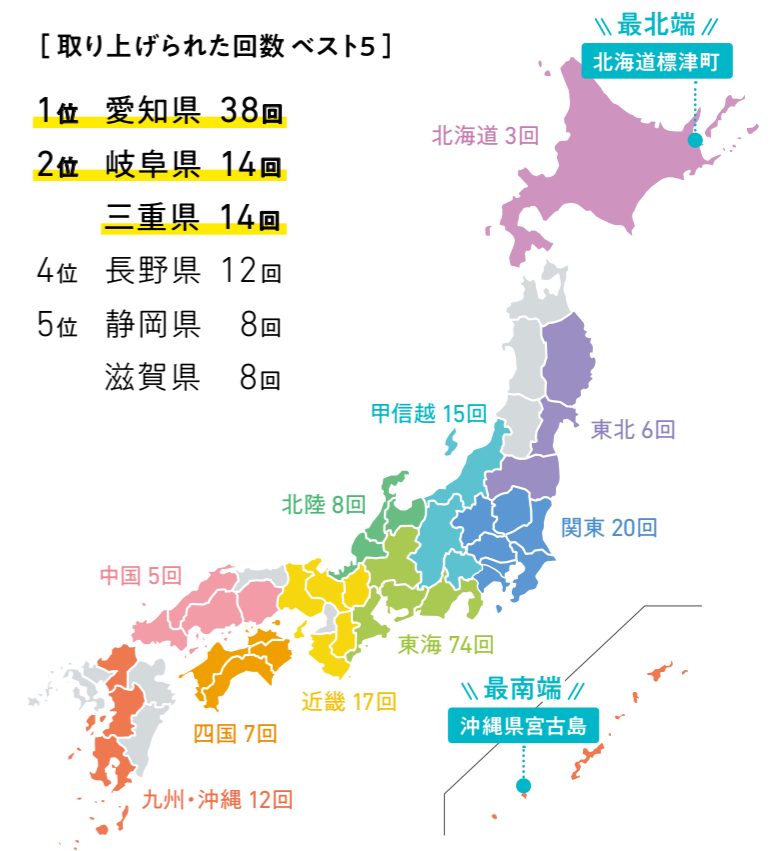 [ 取り上げられた回数 ベスト5 ]
1位 愛知県 38回
2位 岐阜県 14回
三重県 14回
4位 長野県 12回
5位 静岡県 8回
滋賀県 8回
最北端
北海道標津町
北海道 3回
甲信越 15回
東北 6回
北陸 8回
関東 20回
中国 5回
東海 74回
近畿 17回
四国 7回
九州・沖縄 12回
最南端
沖縄県宮古島